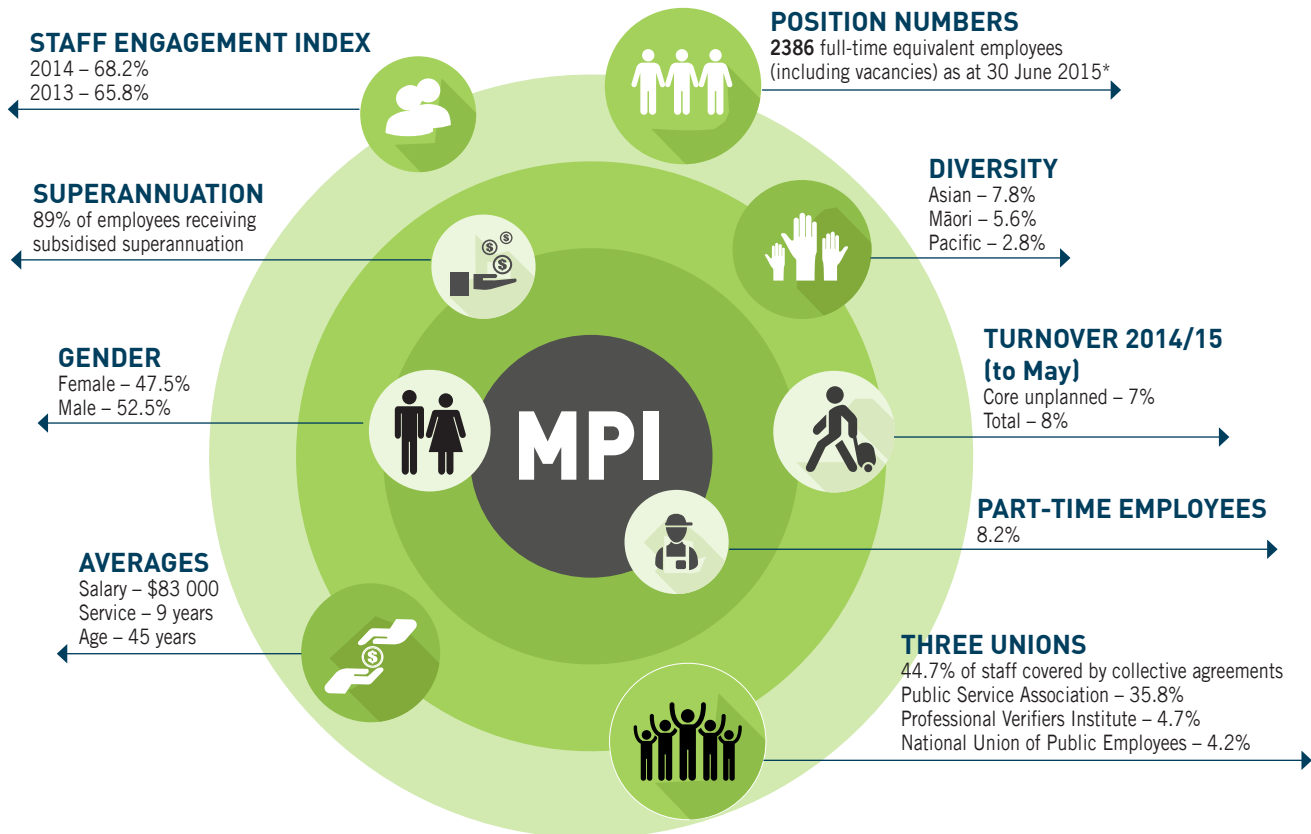 STAFF ENGAGEMENT INDEX
2014 – 68.2%
2013 – 65.8%
POSITION NUMBERS
2386 full-time equivalent employees
(including vacancies) as at 30 June 2015*
SUPERANNUATION
89% of employees receiving
subsidised superannuation
$
$
$
DIVERSITY
Asian – 7.8%
Māori – 5.6%
Pacific – 2.8%
GENDER
Female – 47.5%
Male – 52.5%
MPI
TURNOVER 2014/15
(to May)
Core unplanned – 7%
Total – 8%
PART-TIME EMPLOYEES
8.2%
AVERAGES
Salary – $83 000
Service – 9 years
Age – 45 years
$
THREE UNIONS
44.7% of staff covered by collective agreements
Public Service Association – 35.8%
Professional Verifiers Institute – 4.7%
National Union of Public Employees – 4.2%